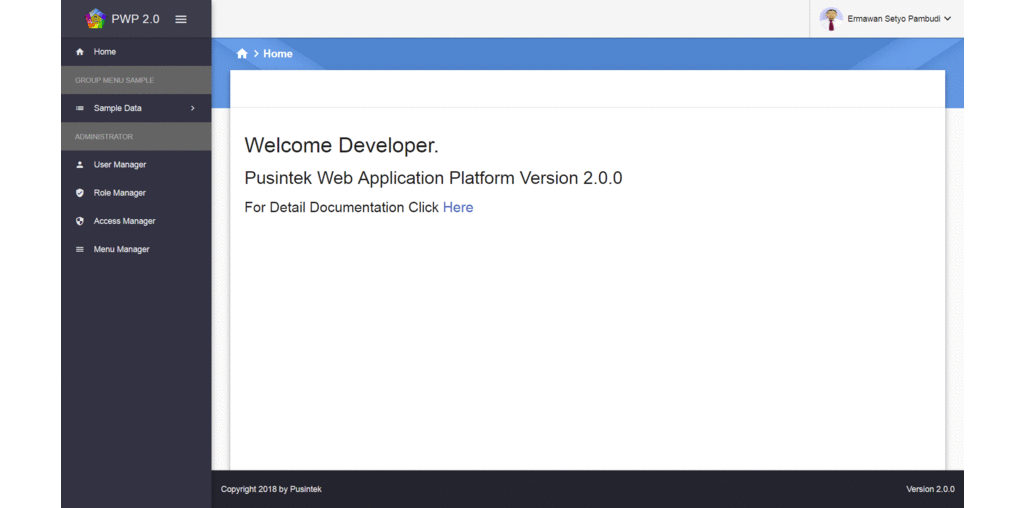 PWP 2.0
Ermawan Setyo Pambudi
Home
GROUP MENU SAMPLE
Sample Data
ADMINISTRATOR
User Manager
Role Manager
Access Manager
Menu Manager
Home
Welcome Developer.
Pusintek Web Application Platform Version 2.0.0
For Detail Documentation Click Here
Copyright 2018 by Pusintek
Version 2.0.0